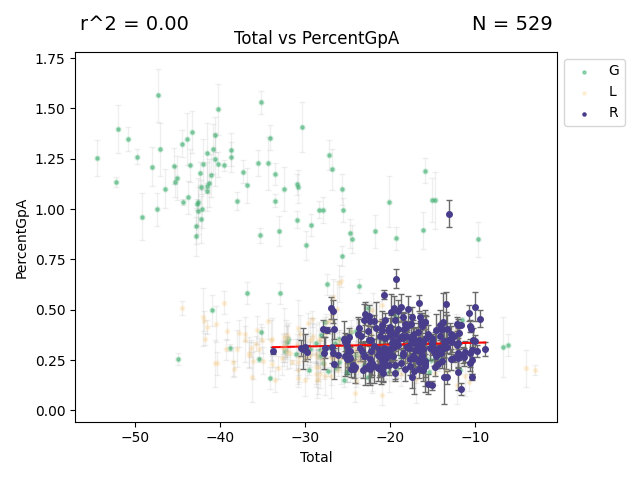 r^2 = 0.00
N = 529
Total vs PercentGpA
1.75
1.50
1.25
1.00
0.75
0.50
0.25
0.00
PercentGpA
−50
−40
−30
−20
−10
Total
G
L
R